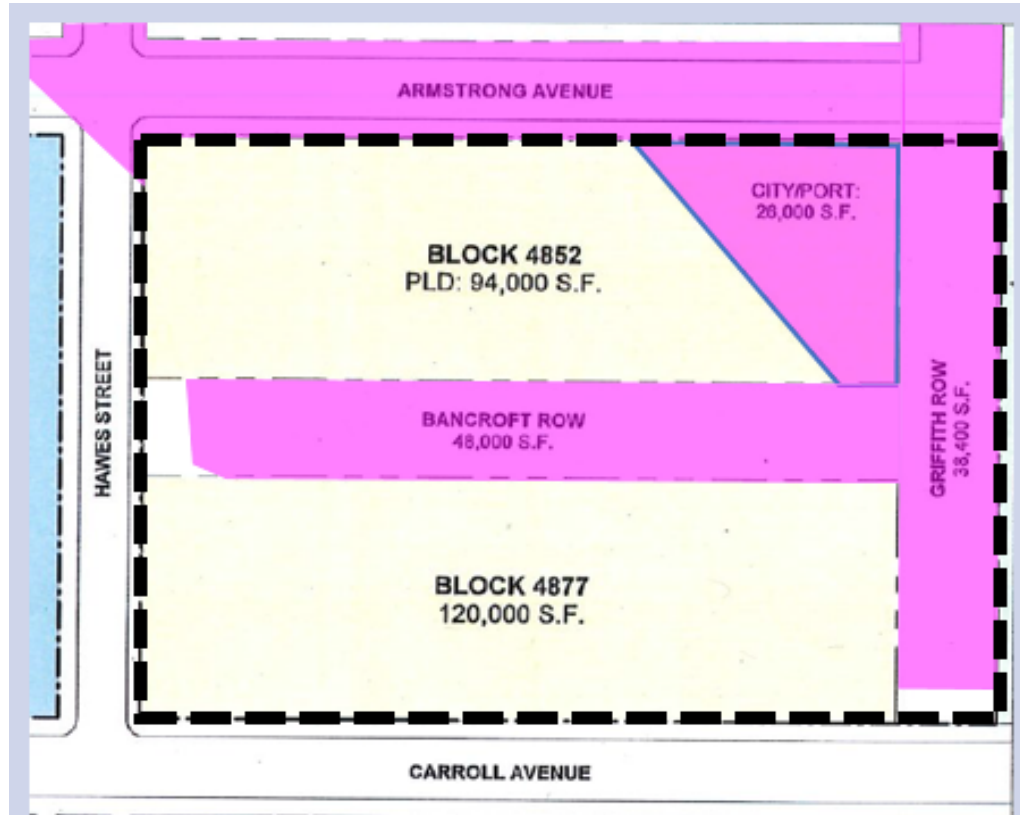 ARMSTRONG AVENUE
CITY/PORT:
26,000 S.F.
BLOCK 4852
PLD: 94,000 S.F.
HAWES STREET
BANCROFT ROW
48,000 S.F.
GRIFFITH ROW
38,400 S.F.
BLOCK 4877
120,000 S.F.
CARROLL AVENUE